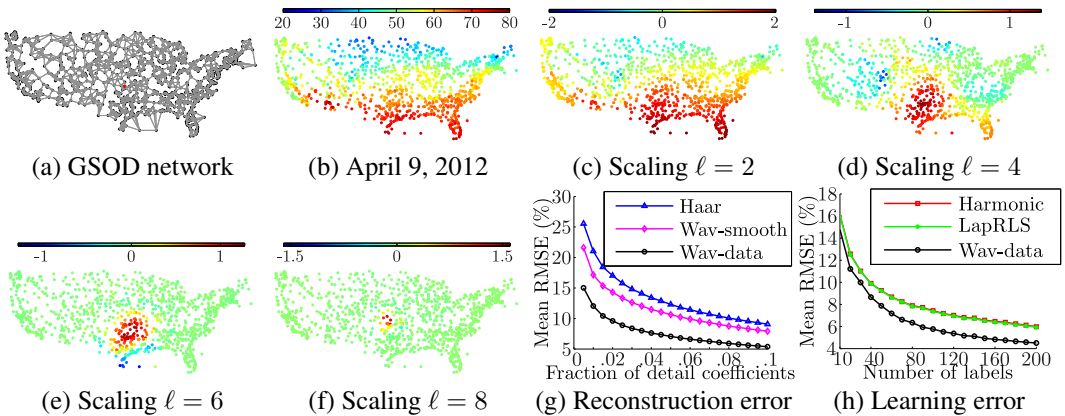 20 30 40 50 60 70 80
-2 0 2
-1 0 1
(a) GSOD network
(b) April 9, 2012
(c) Scaling ℓ = 2
(d) Scaling ℓ = 4
-1 0 1
(e) Scaling ℓ = 6
-1.5 0 1.5
(f) Scaling ℓ = 8
Mean RMSE (%)
30
25
20
15
10
5
Haar
Wav-smooth
Wav-data
0 .02 .04 .06 .08 .1
Fraction of detail coefficients
(g) Reconstruction error
Mean RMSE (%)
18
16
14
12
10
8
6
4
Harmonic
LapRLS
Wav-data
10 40 80 120 160 200
Number of labels
(h) Learning error